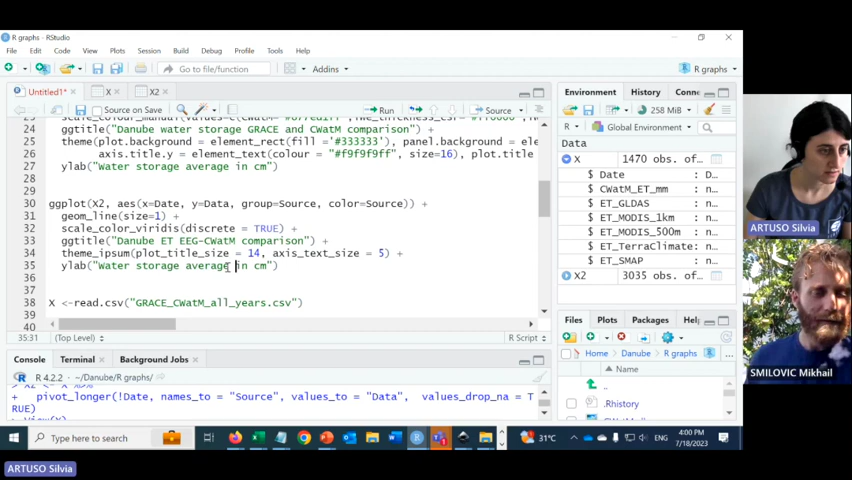 R graphs - RStudio
File Edit Code View Plots Session Build Debug Profile Tools Help
Go to file/function
Addins
R graphs
Untitled1*
X
X2
Source on Save
Run
Source
24 ggtitle("Danube water storage GRACE and CWatM comparison") +
25 theme(plot.background = element_rect(fill ='#333333'), panel.background = eleme
26 axis.title.y = element_text(colour = "#f9f9f9ff", size=16), plot.title
27 ylab("Water storage average in cm")
28
29
30 ggplot(X2, aes(x=Date, y=Data, group=Source, color=Source)) +
31 geom_line(size=1) +
32 scale_color_viridis(discrete = TRUE) +
33 ggtitle("Danube ET EEG-CWatM comparison") +
34 theme_ipsum(plot_title_size = 14, axis_text_size = 5) +
35 ylab("Water storage average in cm")
36
37
38 X <-read.csv("GRACE_CWatM_all_years.csv")
39
40
35:31
(Top Level)
R Script
Console
Terminal
Background Jobs
R 4.2.2 · ~/Danube/R graphs/
+ pivot_longer(!Date, names_to = "Source", values_to = "Data", values_drop_na = T
RUE)
> View(X)
Environment
History
Conne
258 MiB
R
Global Environment
X 1470 obs. of…
$ Date : n…
$ CWatM_ET_mm : n…
$ ET_GLDAS : n…
$ ET_MODIS_1km : n…
$ ET_MODIS_500m : n…
$ ET_TerraClimate: n…
$ ET_SMAP : n…
X2 3035 obs. of…
Files
Plots
Packages
Help
Home
Danube
R graphs
Name
..
.Rhistory
Type here to search
31°C
ENG
4:00 PM
7/18/2023
ARTUSO Silvia
SMILOVIC Mikhail
ARTUSO Silvia